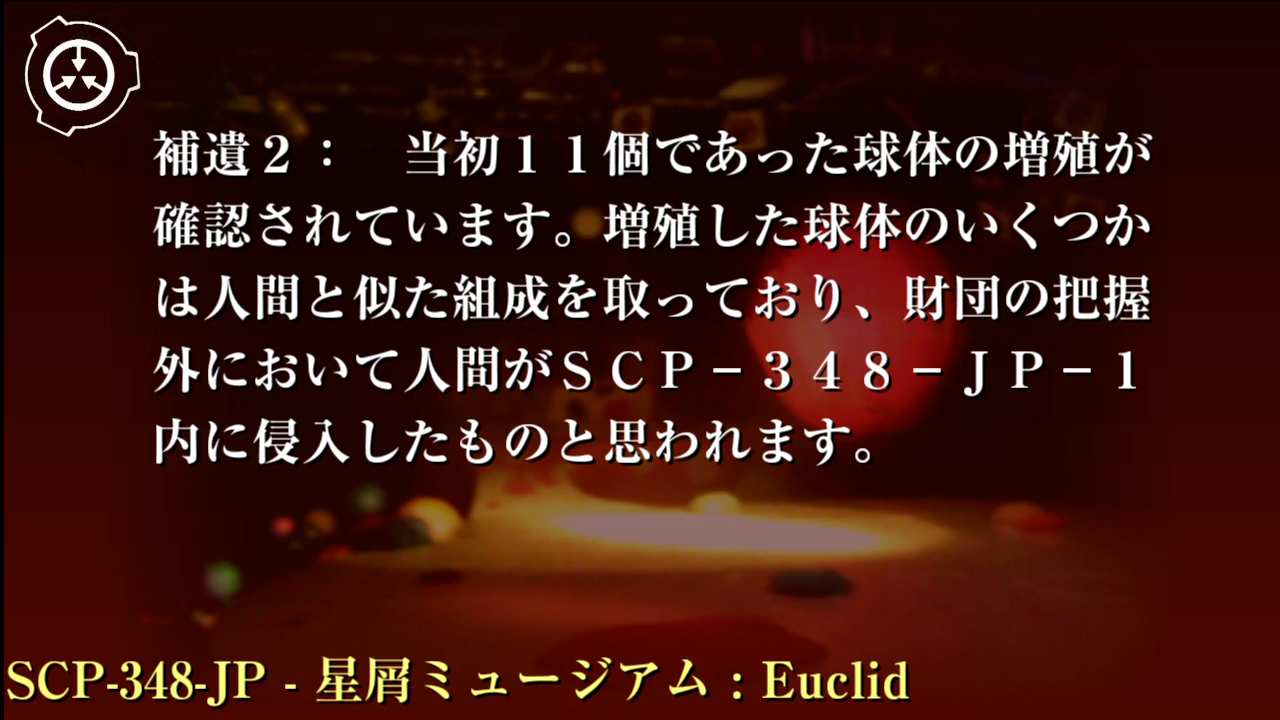 補遺２：　当初１１個であった球体の増殖が
確認されています。増殖した球体のいくつか
は人間と似た組成を取っており、財団の把握
外において人間がＳＣＰ－３４８－ＪＰ－１
内に侵入したものと思われます。
SCP-348-JP - 星屑ミュージアム : Euclid